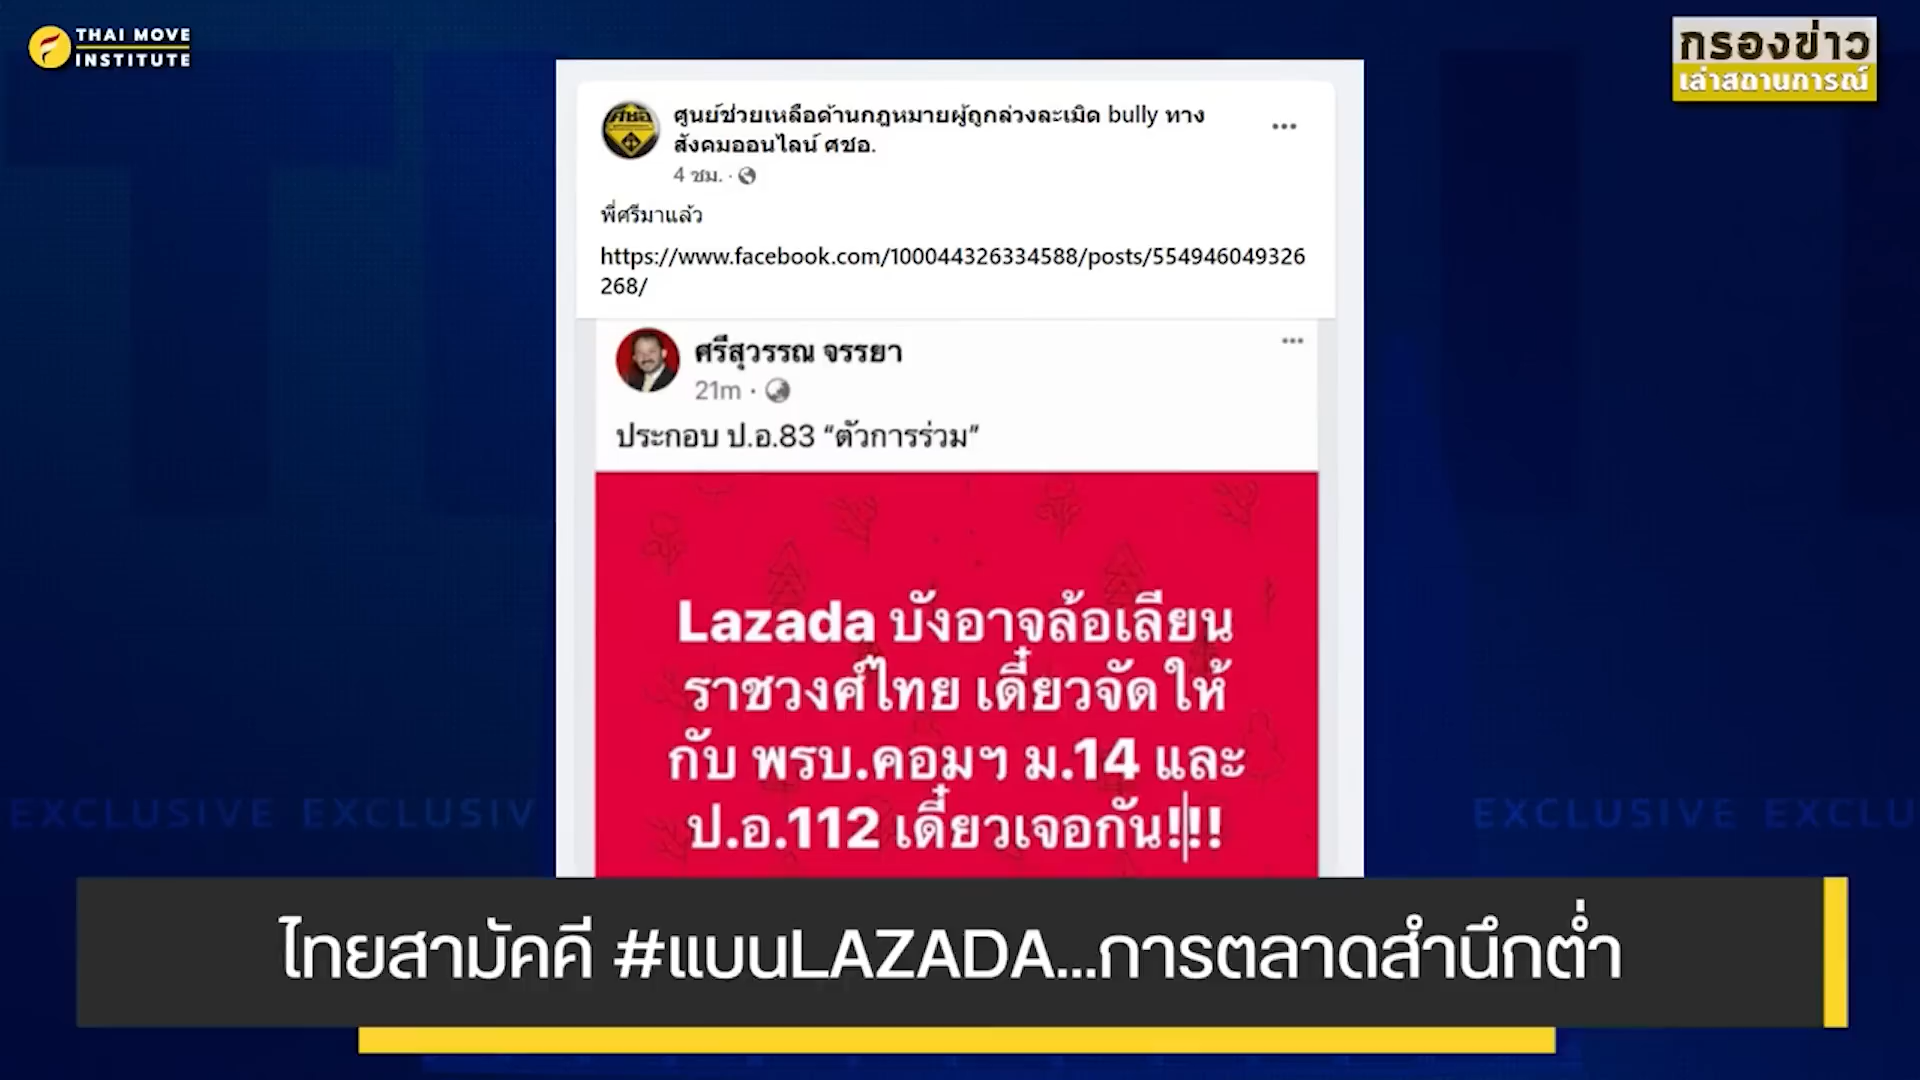 THAI MOVE
INSTITUTE
กรองข่าว
เล่าสถานการณ์
ศูนย์ช่วยเหลือด้านกฎหมายผู้ถูกล่วงละเมิด bully ทาง
สังคมออนไลน์ ศชอ.
4 ชม. ·
พี่ศรีมาแล้ว
https://www.facebook.com/100044326334588/posts/554946049326
268/
ศรีสุวรรณ จรรยา
21m ·
ประกอบ ป.อ.83 “ตัวการร่วม”
Lazada บังอาจล้อเลียน
ราชวงศ์ไทย เดี๋ยวจัดให้
กับ พรบ.คอมฯ ม.14 และ
ป.อ.112 เดี๋ยวเจอกัน!!!
EXCLUSIVE EXCLUSIV
EXCLUSIVE EXCLU
ไทยสามัคคี #แบนLAZADA...การตลาดสำนึกต่ำ